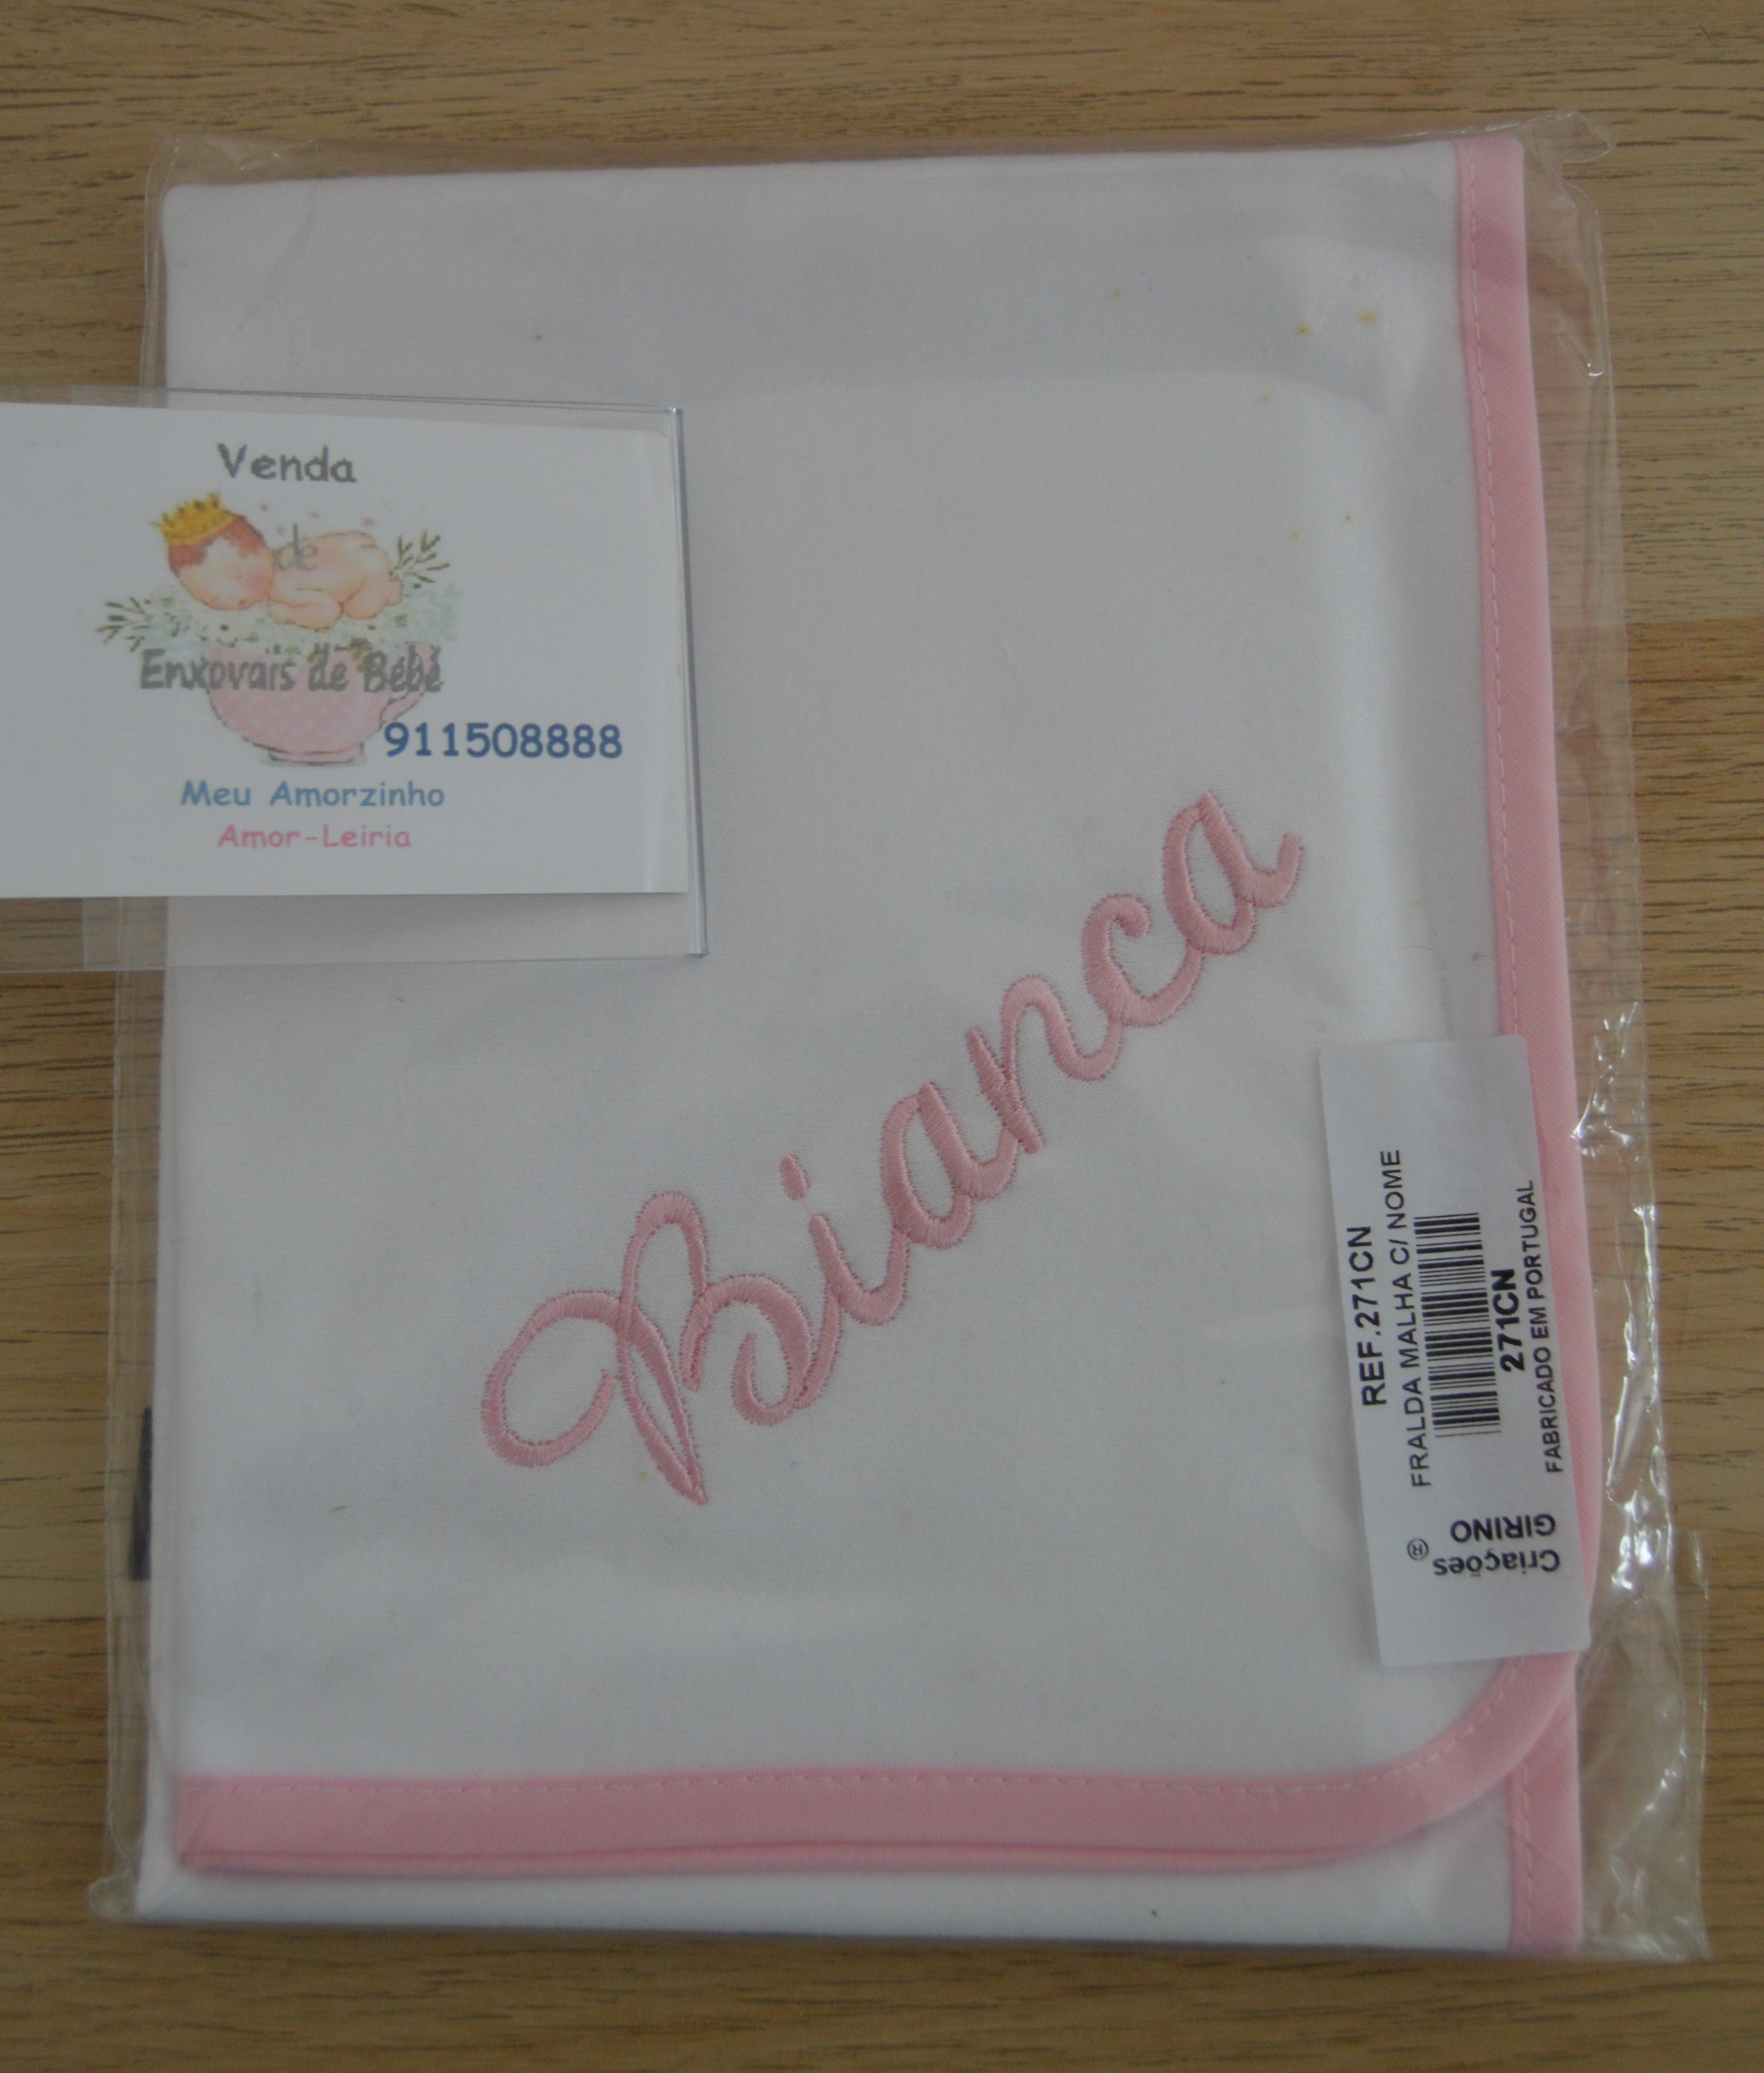 Venda
de
Enxovais de Bébé
911508888
Meu Amorzinho
Amor-Leiria
Bianca
REF.271CN
FRALDA MALHA C/ NOME
271CN
FABRICADO EM PORTUGAL
Criações
GIRINO
®